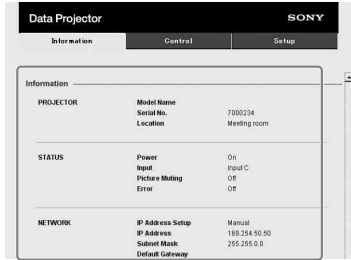 Data Projector SONY
Information Control Setup
Information
PROJECTOR Model Name
Serial No. 7000234
Location Meeting room
STATUS Power On
Input Input C
Picture Muting Off
Error Off
NETWORK IP Address Setup Manual
IP Address 169.254.50.50
Subnet Mask 255.255.0.0
Default Gateway